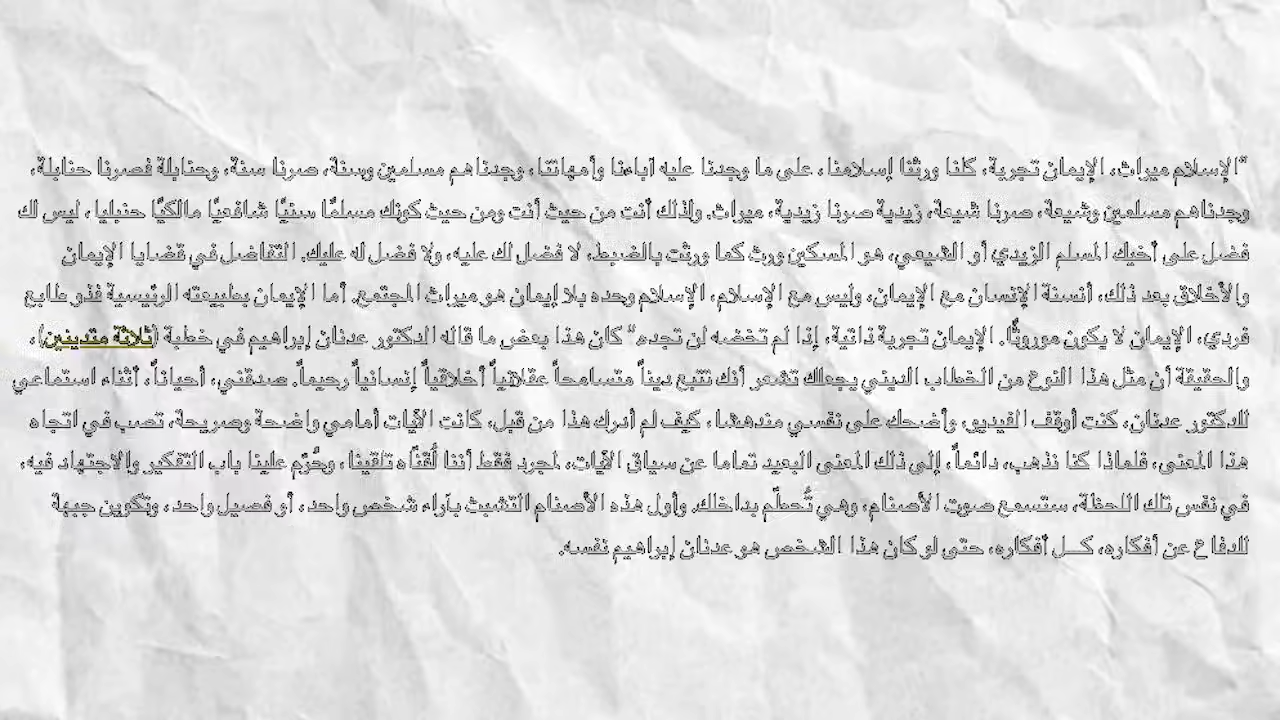 "الإسلام ميراث، الإيمان تجربة، كلنا ورثنا إسلامنا، على ما وجدنا عليه آباءنا وأمهاتنا، وجدناهم مسلمين وسنة، صرنا سنة، وحنابلة فصرنا حنابلة،
وجدناهم مسلمين وشيعة، صرنا شيعة، زيدية صرنا زيدية، ميراث. ولذلك أنت من حيث أنت ومن حيث كونك مسلمًا سنيًا شافعيًا مالكيًا حنبليا، ليس لك
فضل على أخيك المسلم الزيدي أو الشيعي، هو المسكين ورث كما ورثت بالضبط، لا فضل لك عليه، ولا فضل له عليك. التفاضل في قضايا الإيمان
والأخلاق بعد ذلك، أنسنة الإنسان مع الإيمان، وليس مع الإسلام، الإسلام وحده بلا إيمان هو ميراث المجتمع. أما الإيمان بطبيعته الرئيسية فذو طابع
فردي، الإيمان لا يكون موروثًا. الإيمان تجربة ذاتية، إذا لم تخضه لن تجده." كان هذا بعض ما قاله الدكتور عدنان إبراهيم في خطبة (ثلاثة متدينين)،
والحقيقة أن مثل هذا النوع من الخطاب الديني يجعلك تشعر أنك تتبع ديناً متسامحاً عقلانياً أخلاقياً إنسانياً رحيماً. صدقني، أحياناً، أثناء استماعي
للدكتور عدنان، كنت أوقف الفيديو، وأضحك على نفسي مندهشا، كيف لم أدرك هذا من قبل، كانت الآيات أمامي واضحة وصريحة، تصب في اتجاه
هذا المعنى، فلماذا كنا نذهب، دائماً، إلى ذلك المعنى البعيد تماما عن سياق الآيات، لمجرد فقط أننا لُقنّاه تلقينا، وحُرّم علينا باب التفكير والاجتهاد فيه،
في نفس تلك اللحظة، ستسمع صوت الأصنام، وهي تُحطّم بداخلك. وأول هذه الأصنام التشبث بآراء شخص واحد، أو فصيل واحد، وتكوين جبهة
للدفاع عن أفكاره، كــل أفكاره، حتى لو كان هذا الشخص هو عدنان إبراهيم نفسه.